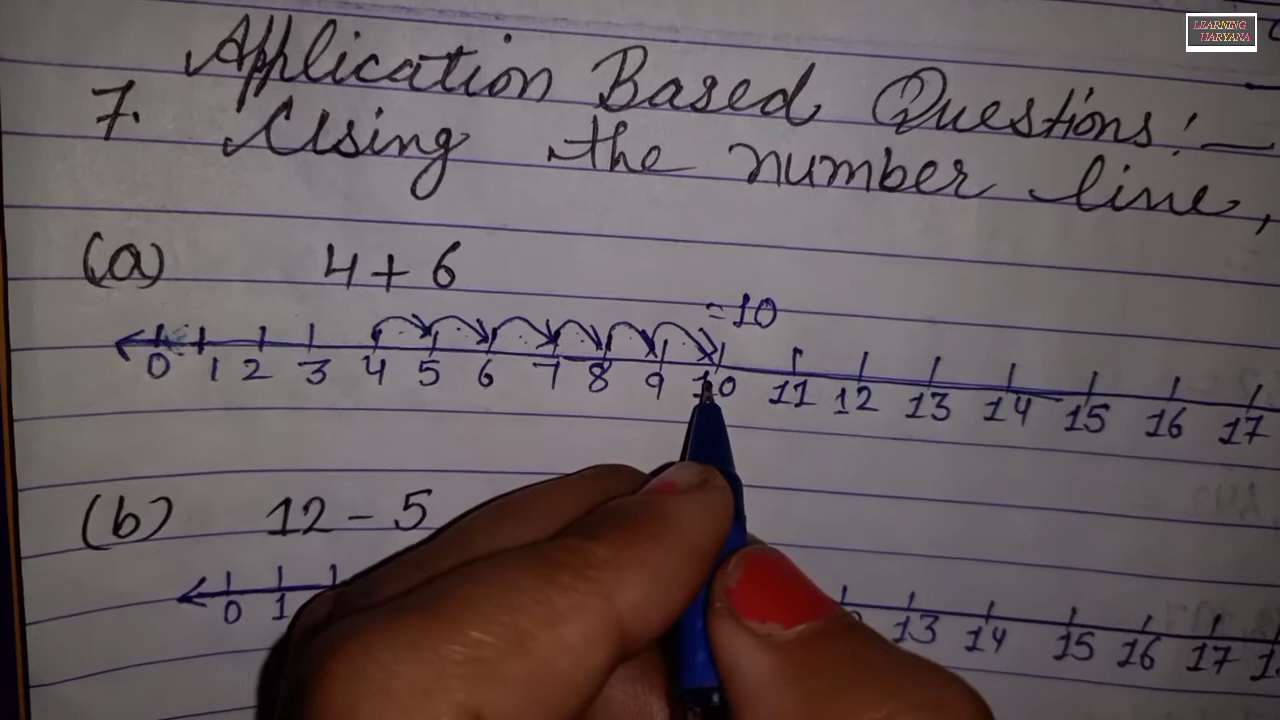 LEARNING
HARYANA
Application Based Questions:-
7. Using the number line,
(a) 4 + 6
=10
0 1 2 3 4 5 6 7 8 9 10 11 12 13 14 15 16 17
(b) 12 - 5
0 1 13 14 15 16 17